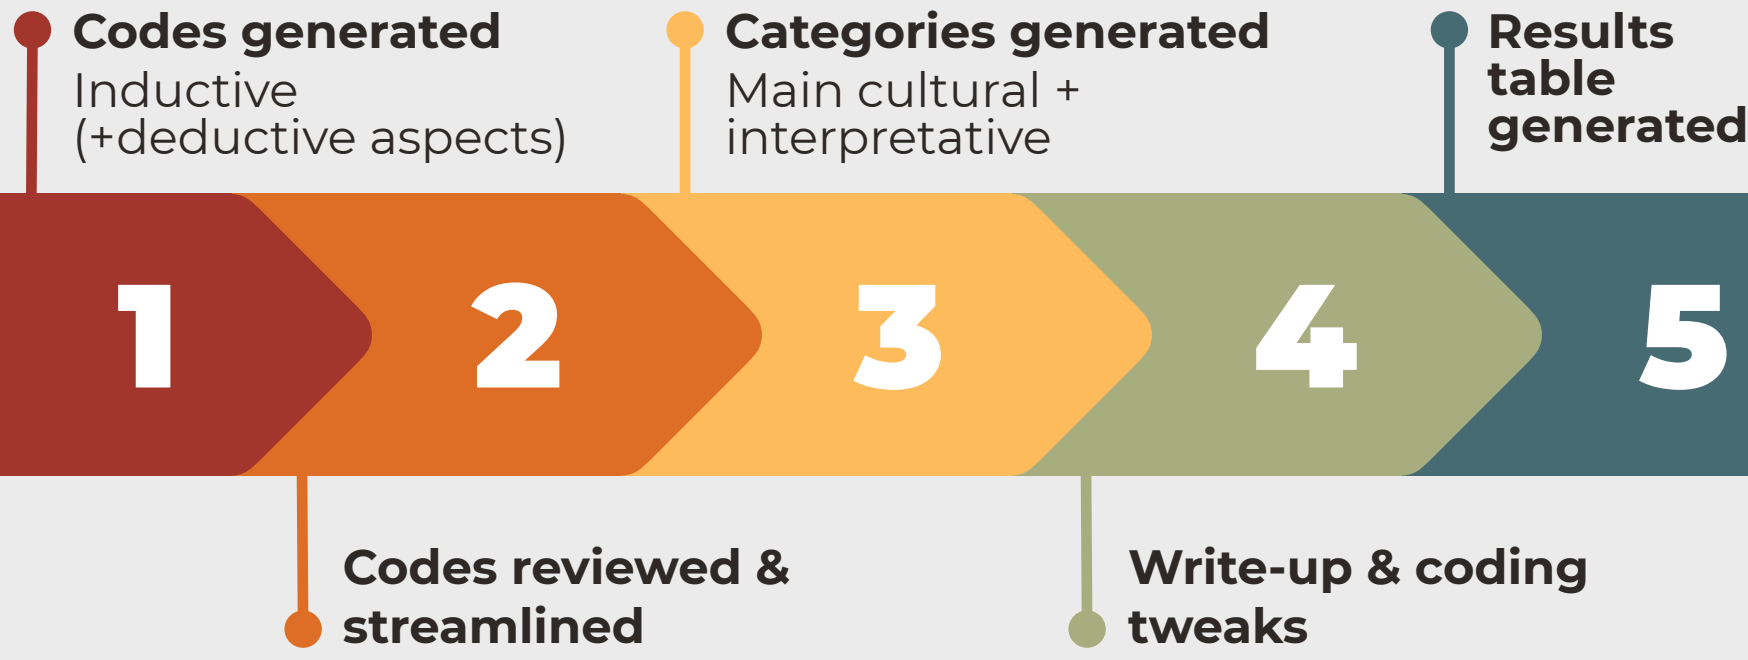 Codes generated
Inductive
(+deductive aspects)
Categories generated
Main cultural +
interpretative
Results
table
generated
1
2
3
4
5
Codes reviewed &
streamlined
Write-up & coding
tweaks